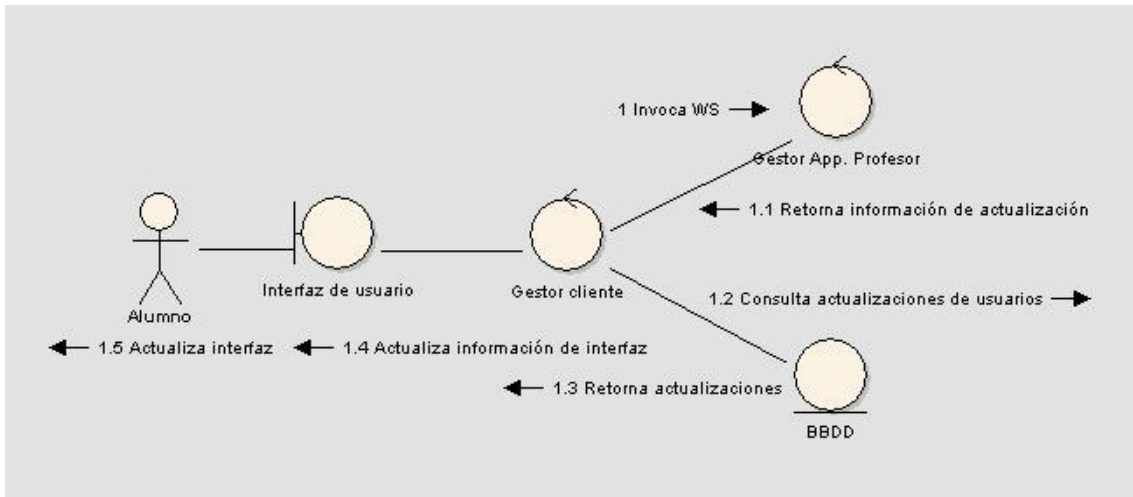 1 Invoca WS
Gestor App. Profesor
1.1 Retorna información de actualización
Interfaz de usuario
Gestor cliente
1.2 Consulta actualizaciones de usuarios
Alumno
1.5 Actualiza interfaz
1.4 Actualiza información de interfaz
1.3 Retorna actualizaciones
BBDD